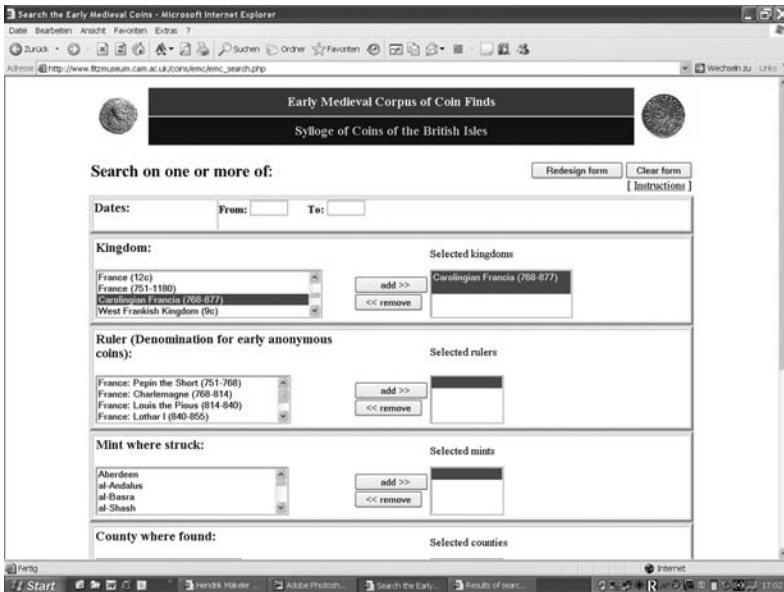 Search the Early Medieval Coins - Microsoft Internet Explorer
Datei Bearbeiten Ansicht Favoriten Extras ?
Zurück Suchen Ordner Favoriten
Adresse http://www.fitzmuseum.cam.ac.uk/coins/emc/emc_search.php Wechseln zu Links
Early Medieval Corpus of Coin Finds
Sylloge of Coins of the British Isles
Search on one or more of:
Redesign form Clear form
[ Instructions ]
Dates: From: To:
Kingdom:
Selected kingdoms
France (12c)
France (751-1180)
Carolingian Francia (768-877)
West Frankish Kingdom (9c)
add >>
<< remove
Carolingian Francia (768-877)
Ruler (Denomination for early anonymous
coins):
Selected rulers
France: Pepin the Short (751-768)
France: Charlemagne (768-814)
France: Louis the Pious (814-840)
France: Lothar I (840-855)
add >>
<< remove
Mint where struck:
Selected mints
Aberdeen
al-Andalus
al-Basra
al-Shash
add >>
<< remove
County where found:
Selected counties
Fertig Internet
Start Hendrik Mäkeler ... Adobe Photosh... Search the Early... Results of searc... 17:02